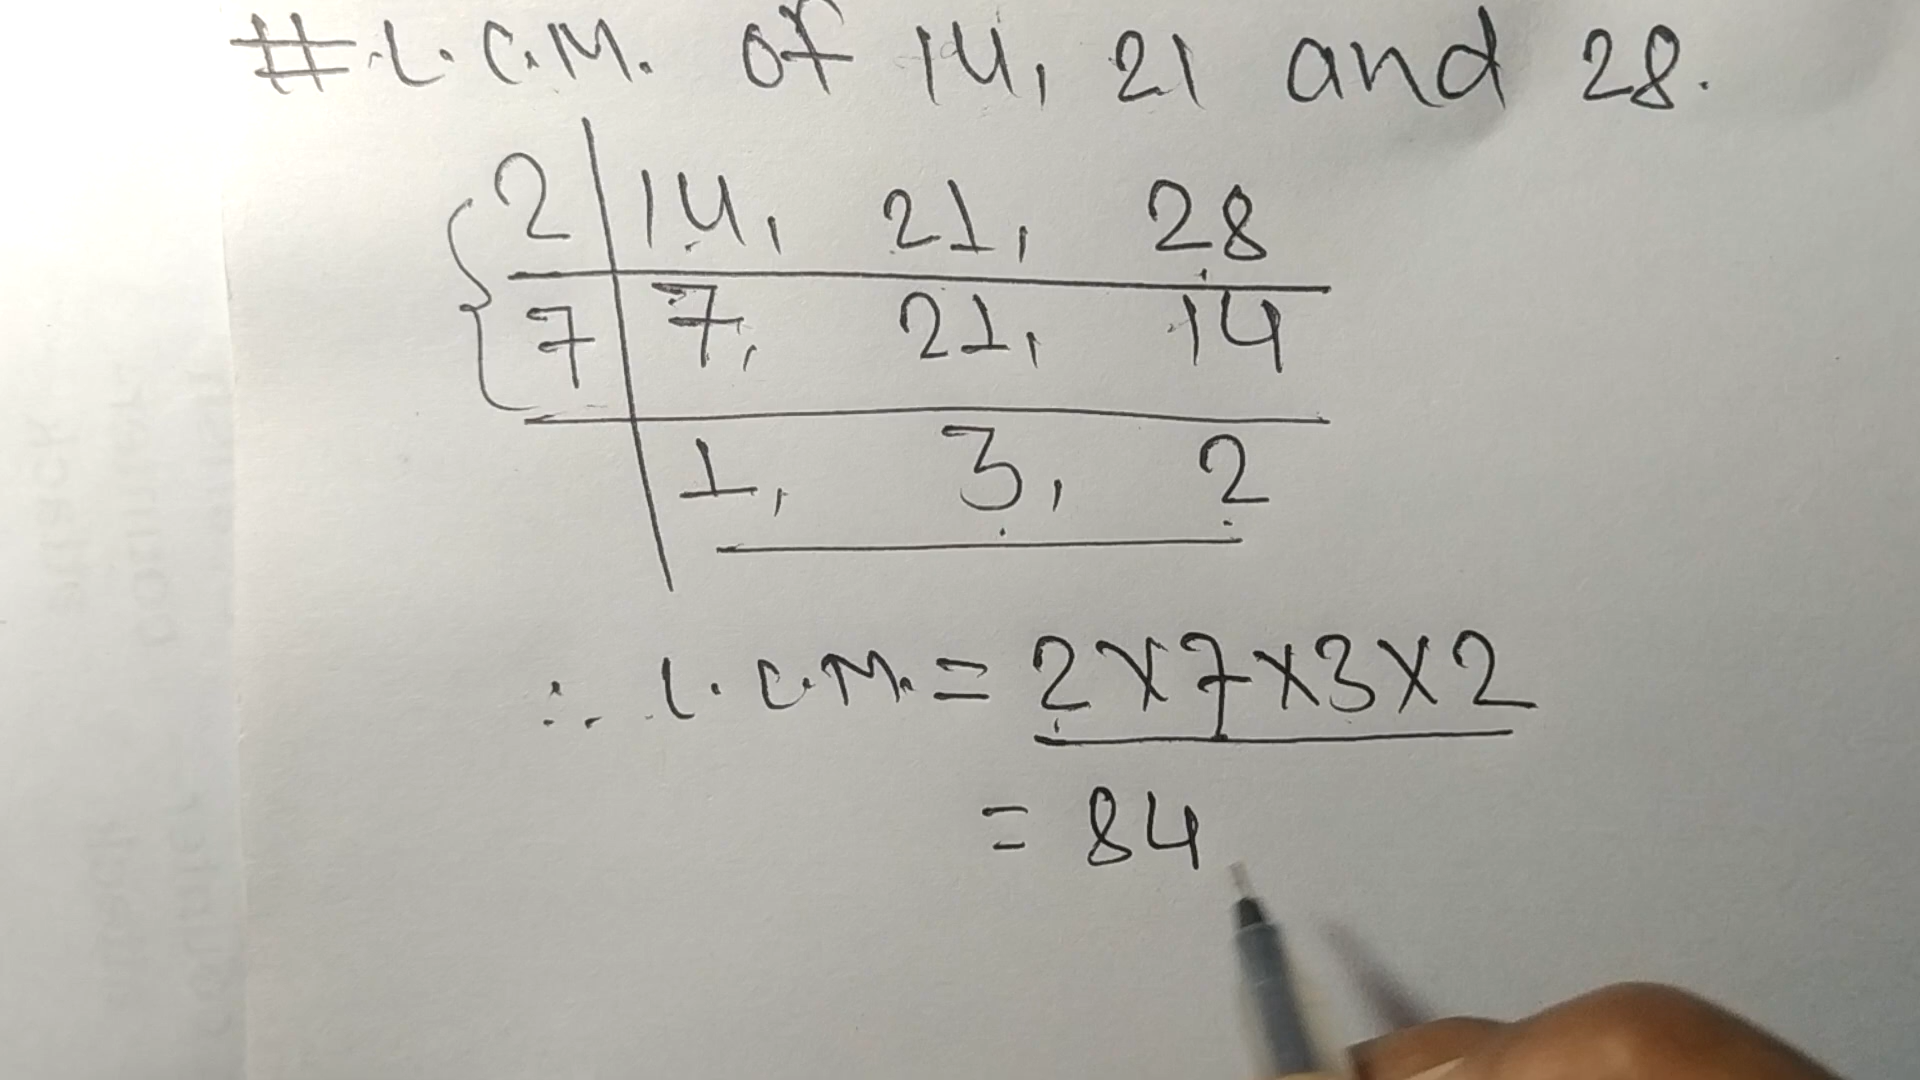 # L.C.M. of 14, 21 and 28.
2 | 14, 21, 28
7 | 7, 21, 14
1, 3, 2
∴ L.C.M. = 2×7×3×2
= 84